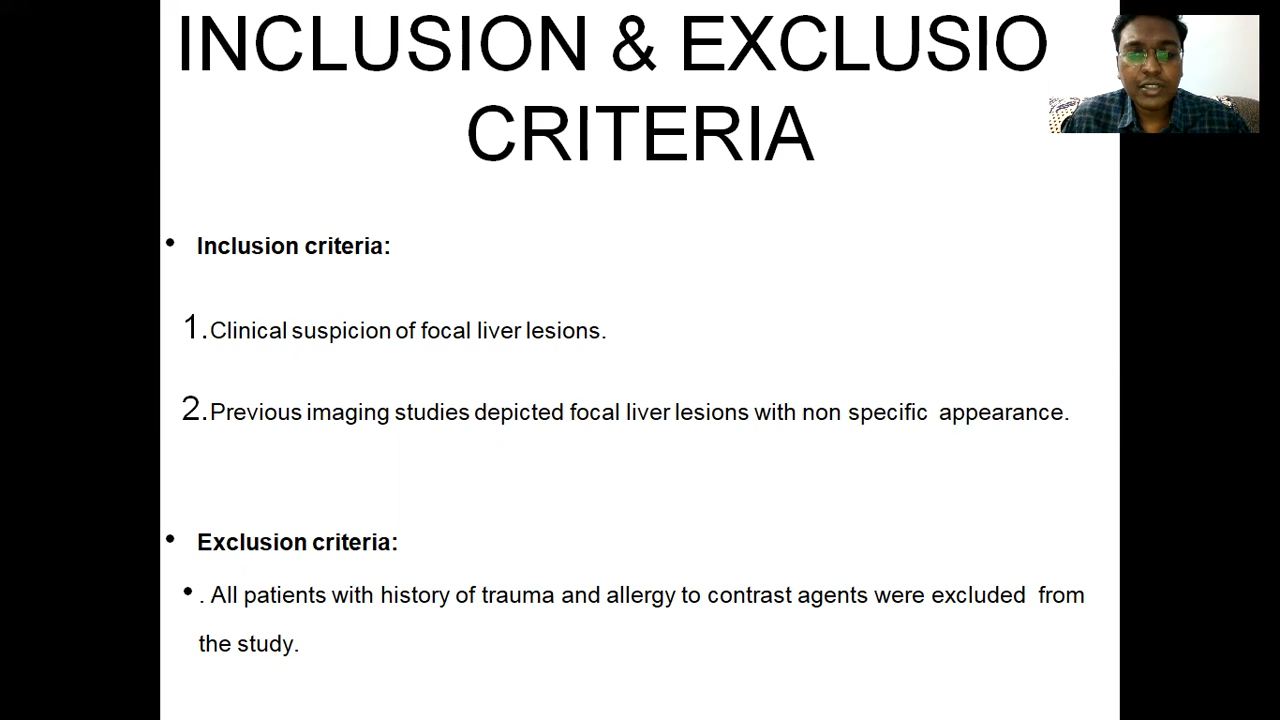 INCLUSION & EXCLUSIO
CRITERIA
• Inclusion criteria:
1. Clinical suspicion of focal liver lesions.
2. Previous imaging studies depicted focal liver lesions with non specific appearance.
• Exclusion criteria:
• . All patients with history of trauma and allergy to contrast agents were excluded from
the study.